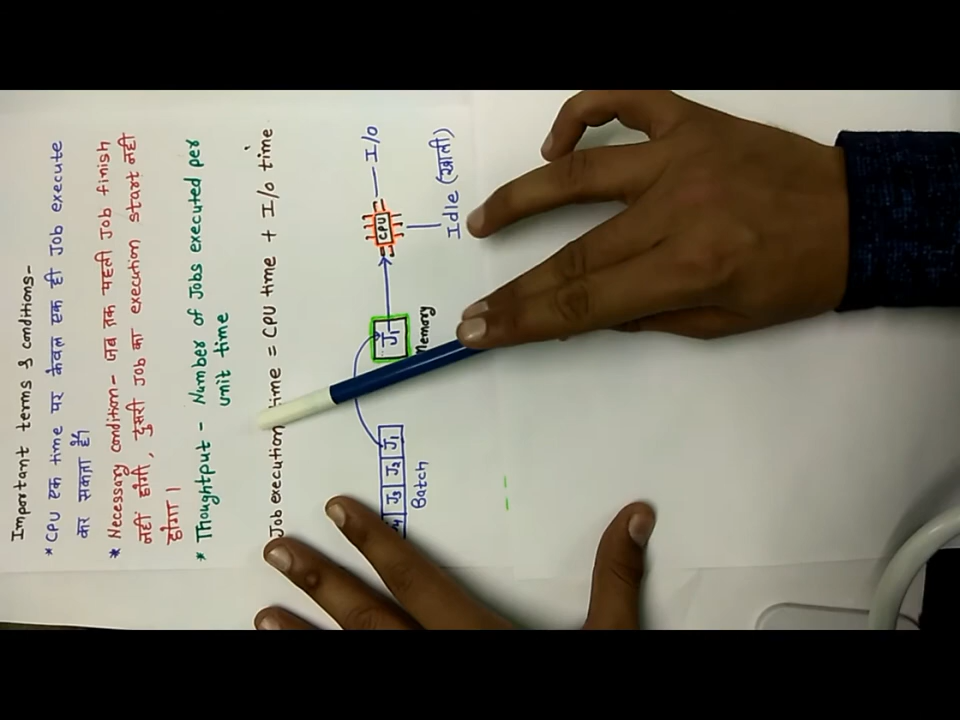 Important terms & conditions-
* CPU एक time पर केवल एक ही Job execute
कर सकता है।
* Necessary condition- जब तक पहली Job finish
नहीं होगी, दुसरी Job का execution start नही
होगा।
* Thoughtput - Number of Jobs executed per
unit time
Job execution time = CPU time + I/O time
J3 J2 J1
Batch
J1
Memory
CPU
I/O
Idle (खाली)